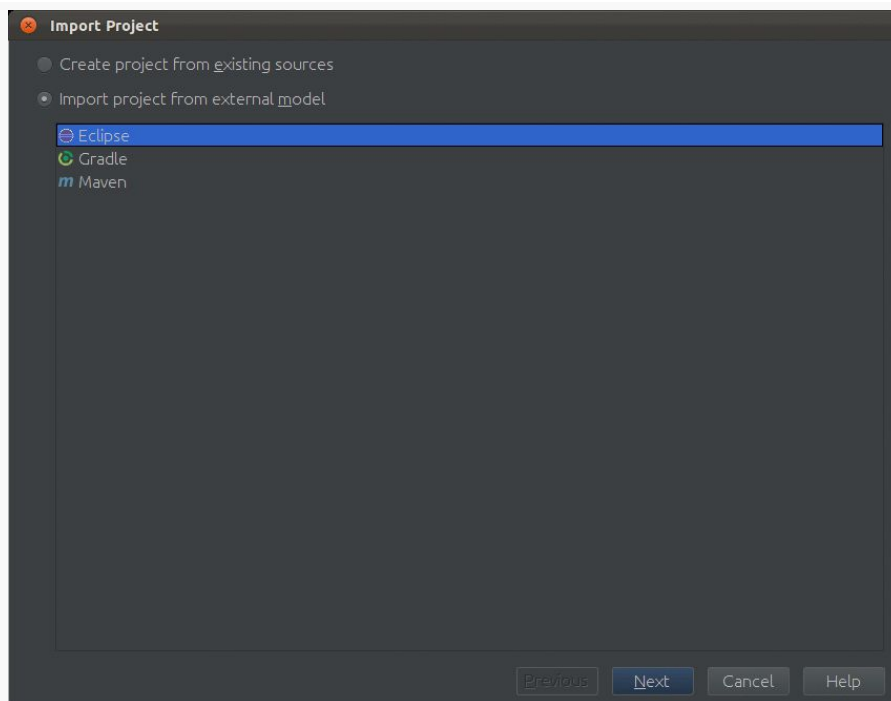 Import Project
Create project from existing sources
Import project from external model
Eclipse
Gradle
m Maven
Previous Next Cancel Help